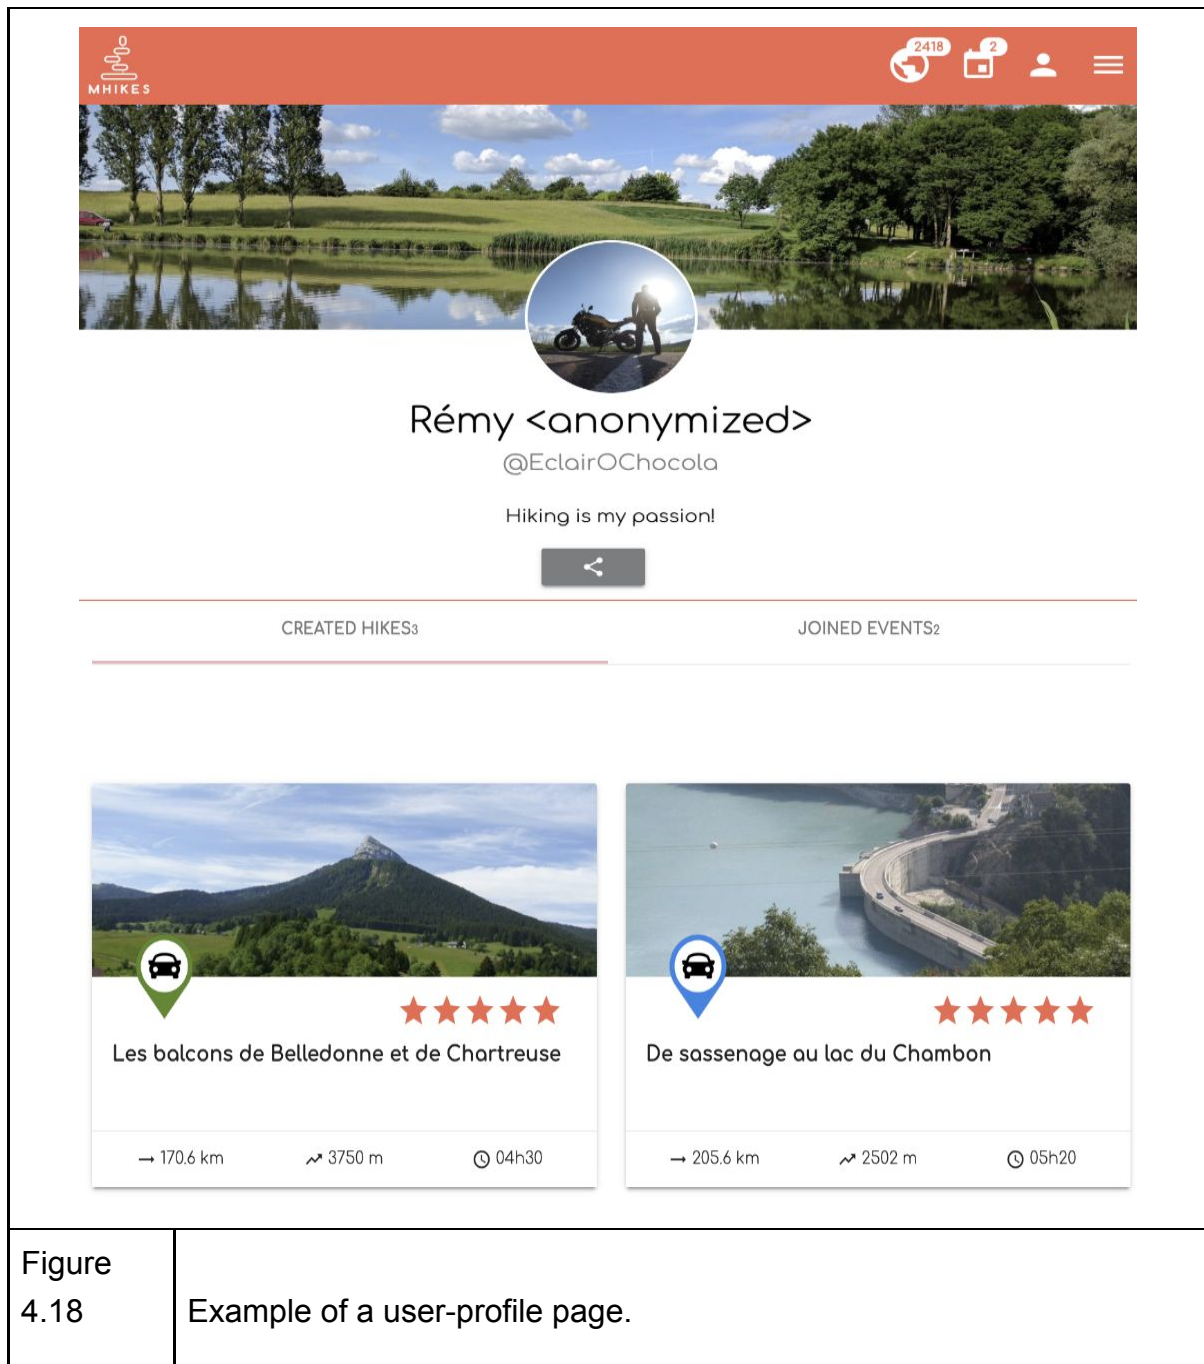 MHIKES
2418
2
Rémy <anonymized>
@EclairOChocola
Hiking is my passion!
CREATED HIKES3
JOINED EVENTS2
Les balcons de Belledonne et de Chartreuse
170.6 km
3750 m
04h30
De sassenage au lac du Chambon
205.6 km
2502 m
05h20
Figure
4.18
Example of a user-profile page.